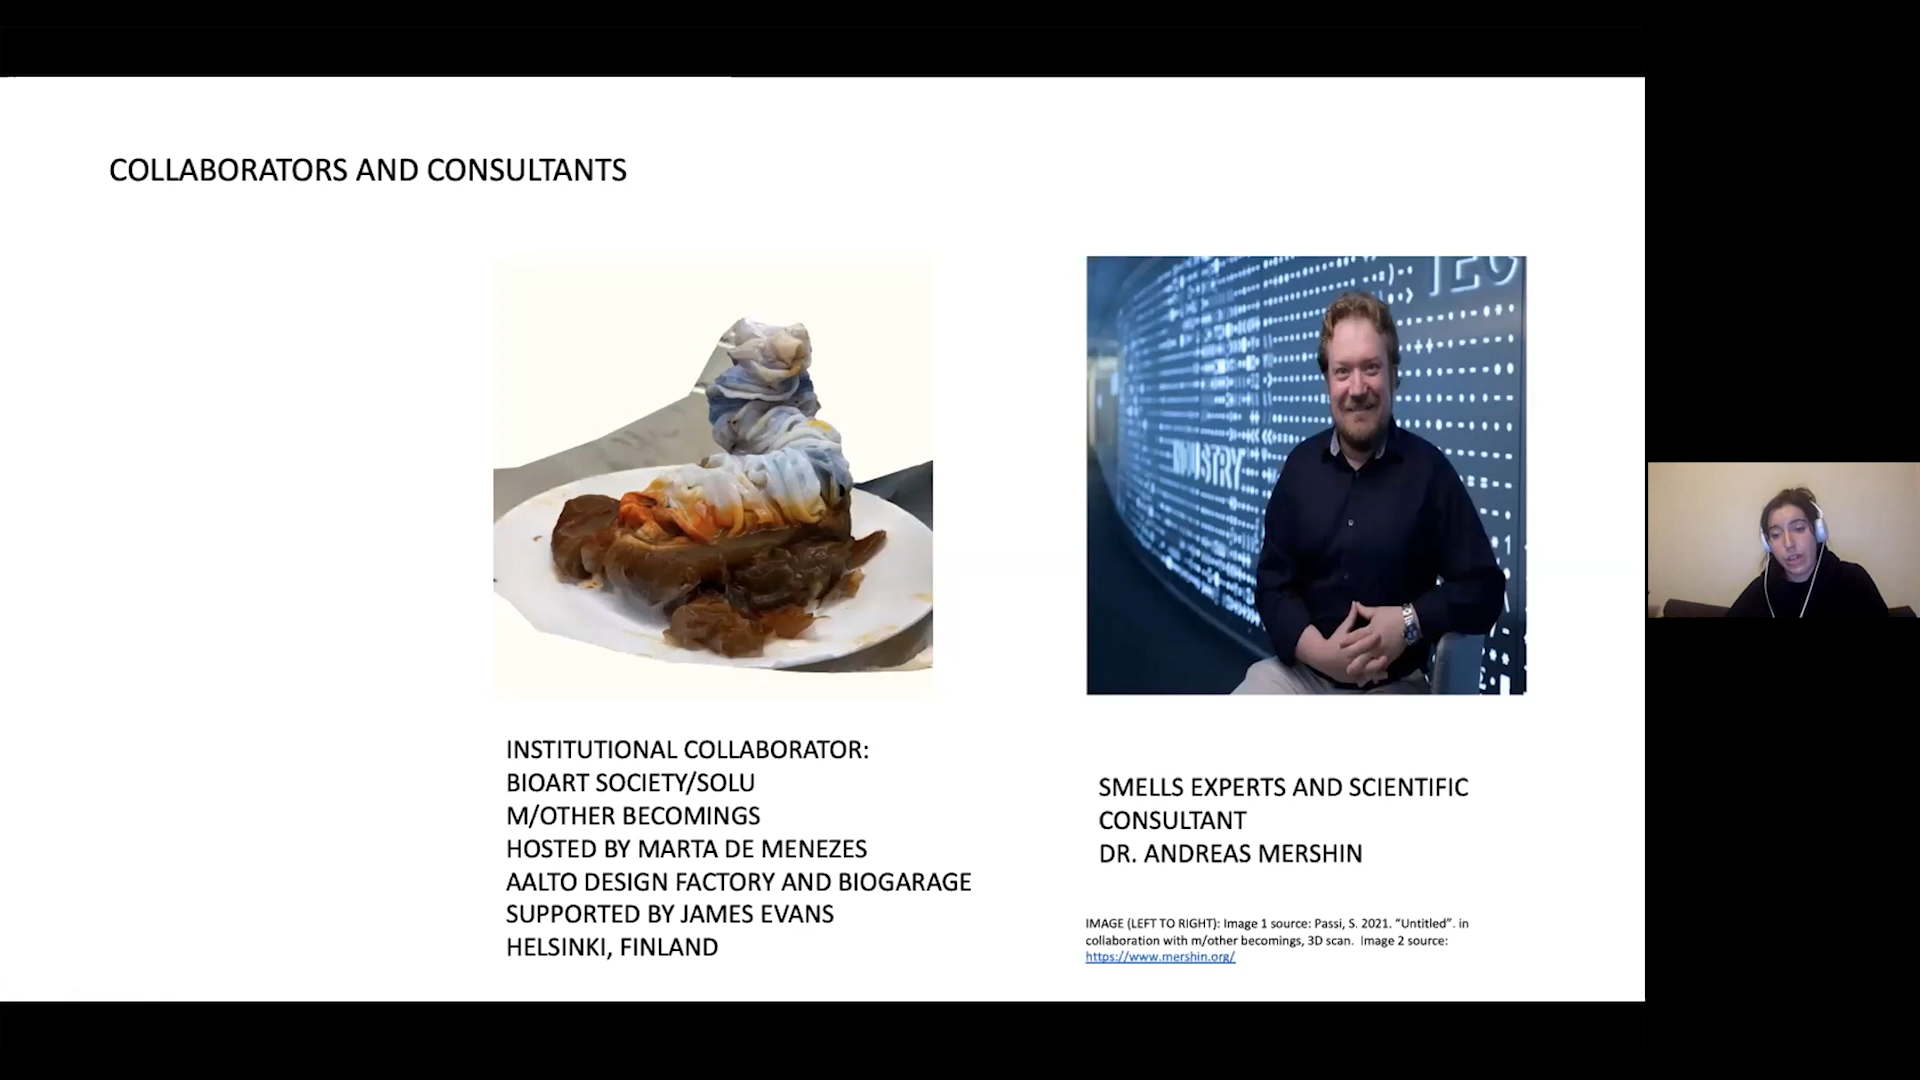 COLLABORATORS AND CONSULTANTS
TEC
INDUSTRY
INSTITUTIONAL COLLABORATOR:
BIOART SOCIETY/SOLU
M/OTHER BECOMINGS
HOSTED BY MARTA DE MENEZES
AALTO DESIGN FACTORY AND BIOGARAGE
SUPPORTED BY JAMES EVANS
HELSINKI, FINLAND
SMELLS EXPERTS AND SCIENTIFIC
CONSULTANT
DR. ANDREAS MERSHIN
IMAGE (LEFT TO RIGHT): Image 1 source: Passi, S. 2021. “Untitled”. in
collaboration with m/other becomings, 3D scan.  Image 2 source:
https://www.mershin.org/